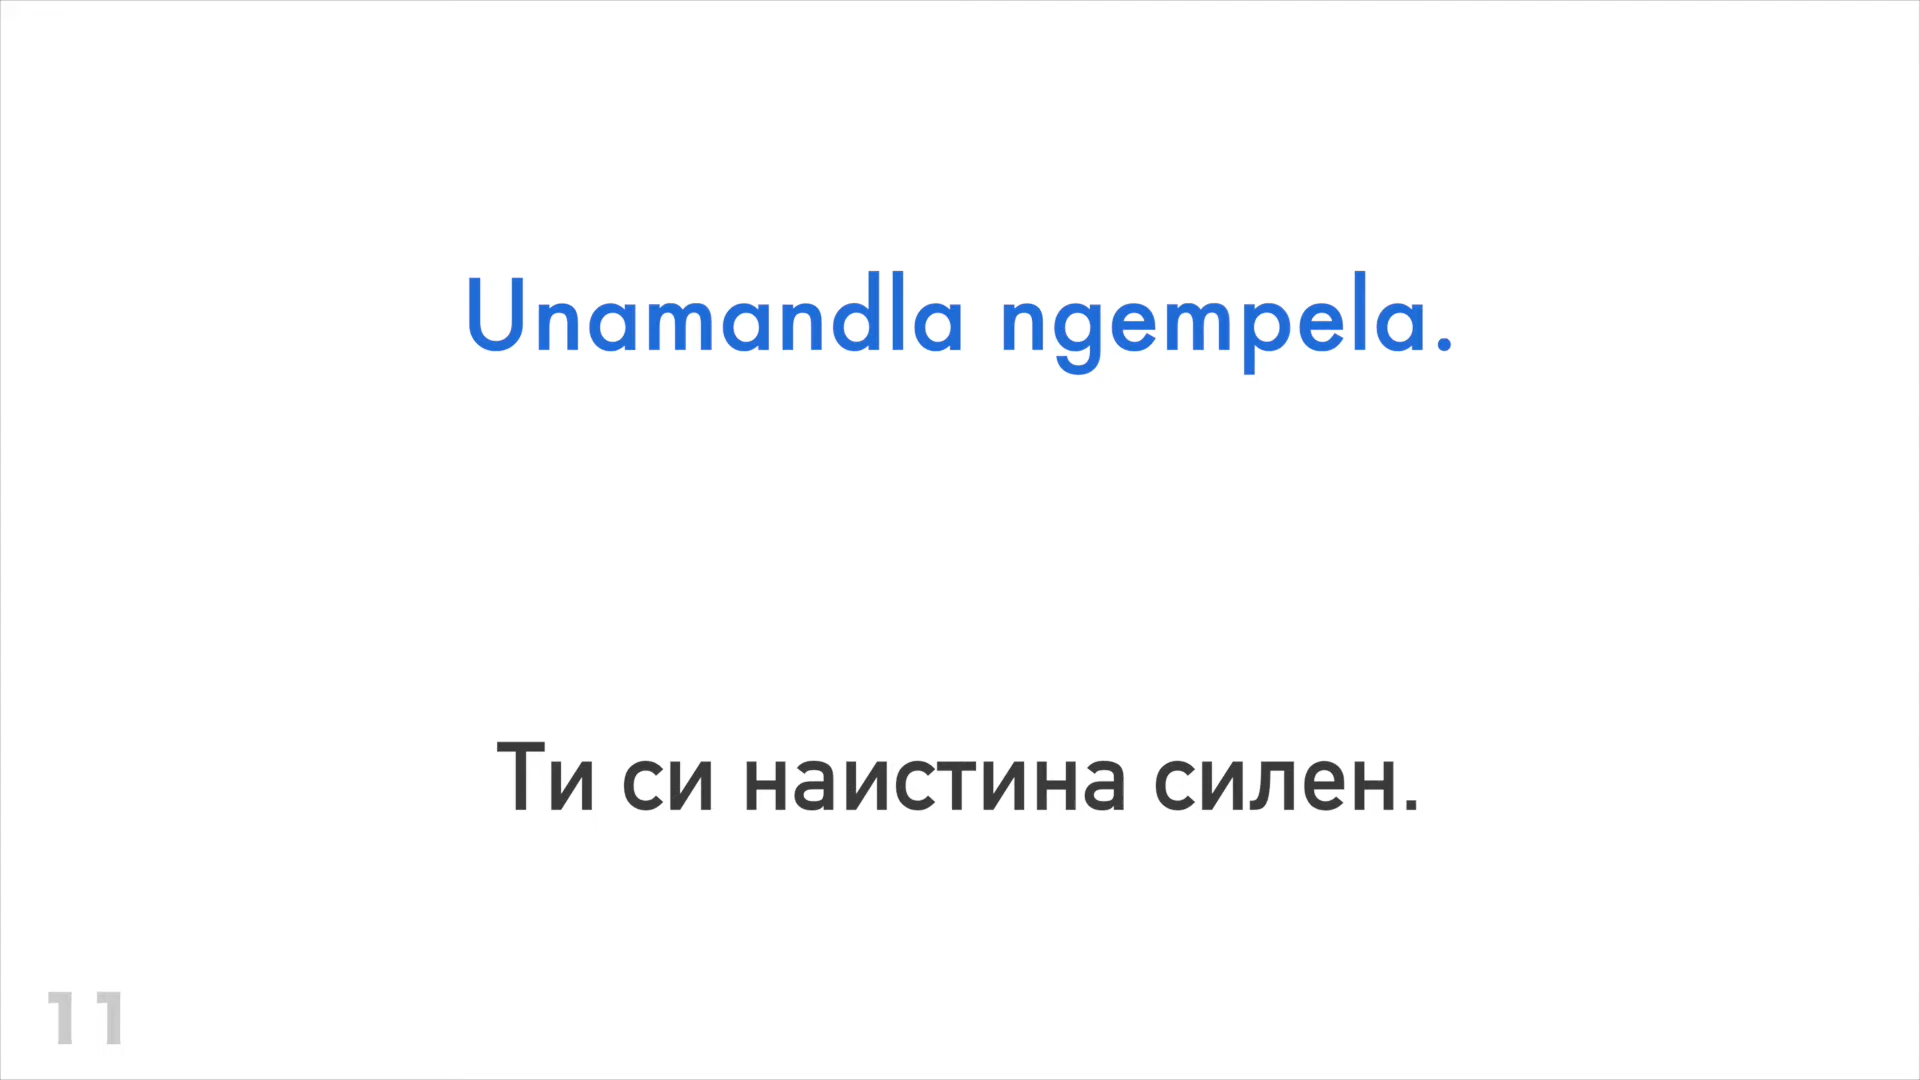 Unamandla ngempela.
Ти си наистина силен.
11